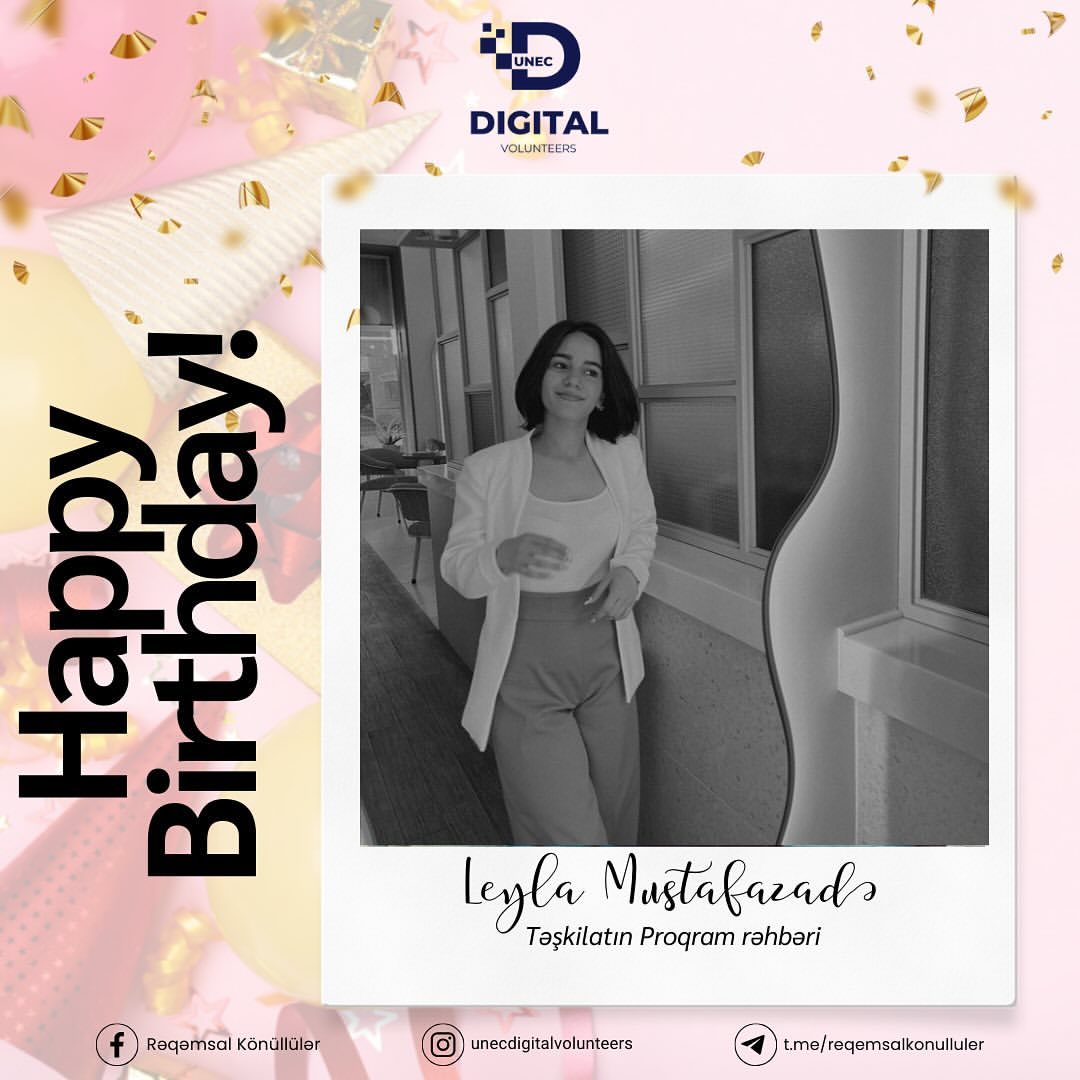 UNEC
DIGITAL
VOLUNTEERS
Happy
Birthday!
Leyla Mustafazadə
Təşkilatın Proqram rəhbəri
Rəqəmsal Könüllülər
unecdigitalvolunteers
t.me/reqemsalkonulluler